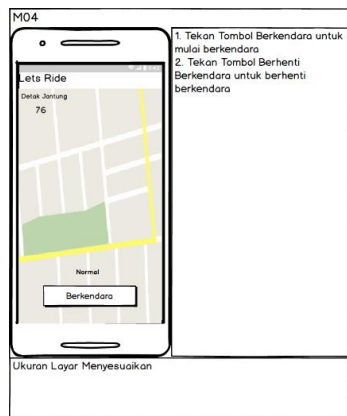 M04
Lets Ride
Detak Jantung
76
Normal
Berkendara
1. Tekan Tombol Berkendara untuk
mulai berkendara
2. Tekan Tombol Berhenti
Berkendara untuk berhenti
berkendara
Ukuran Layar Menyesuaikan